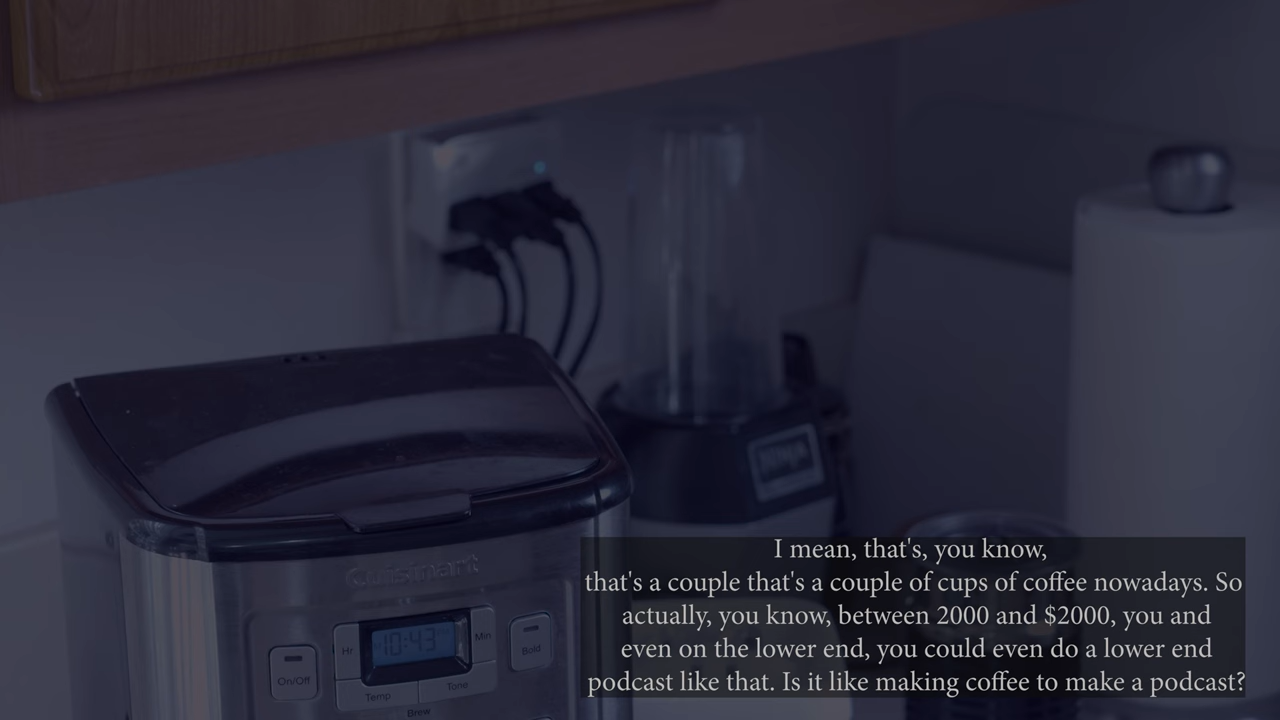 Cuisinart
10:43
Hr
Min
On/Off
Bold
Temp
Tone
Brew
NINJA
I mean, that's, you know,
that's a couple that's a couple of cups of coffee nowadays. So
actually, you know, between 2000 and $2000, you and
even on the lower end, you could even do a lower end
podcast like that. Is it like making coffee to make a podcast?